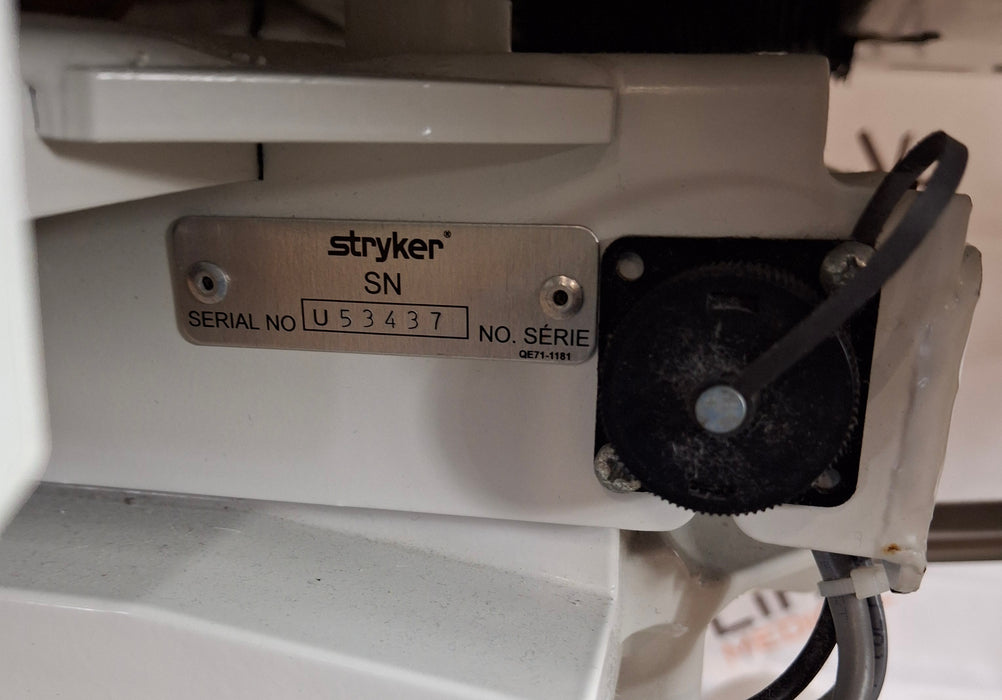 stryker®
SN
SERIAL NO U53437 NO. SÉRIE
QE71-1181